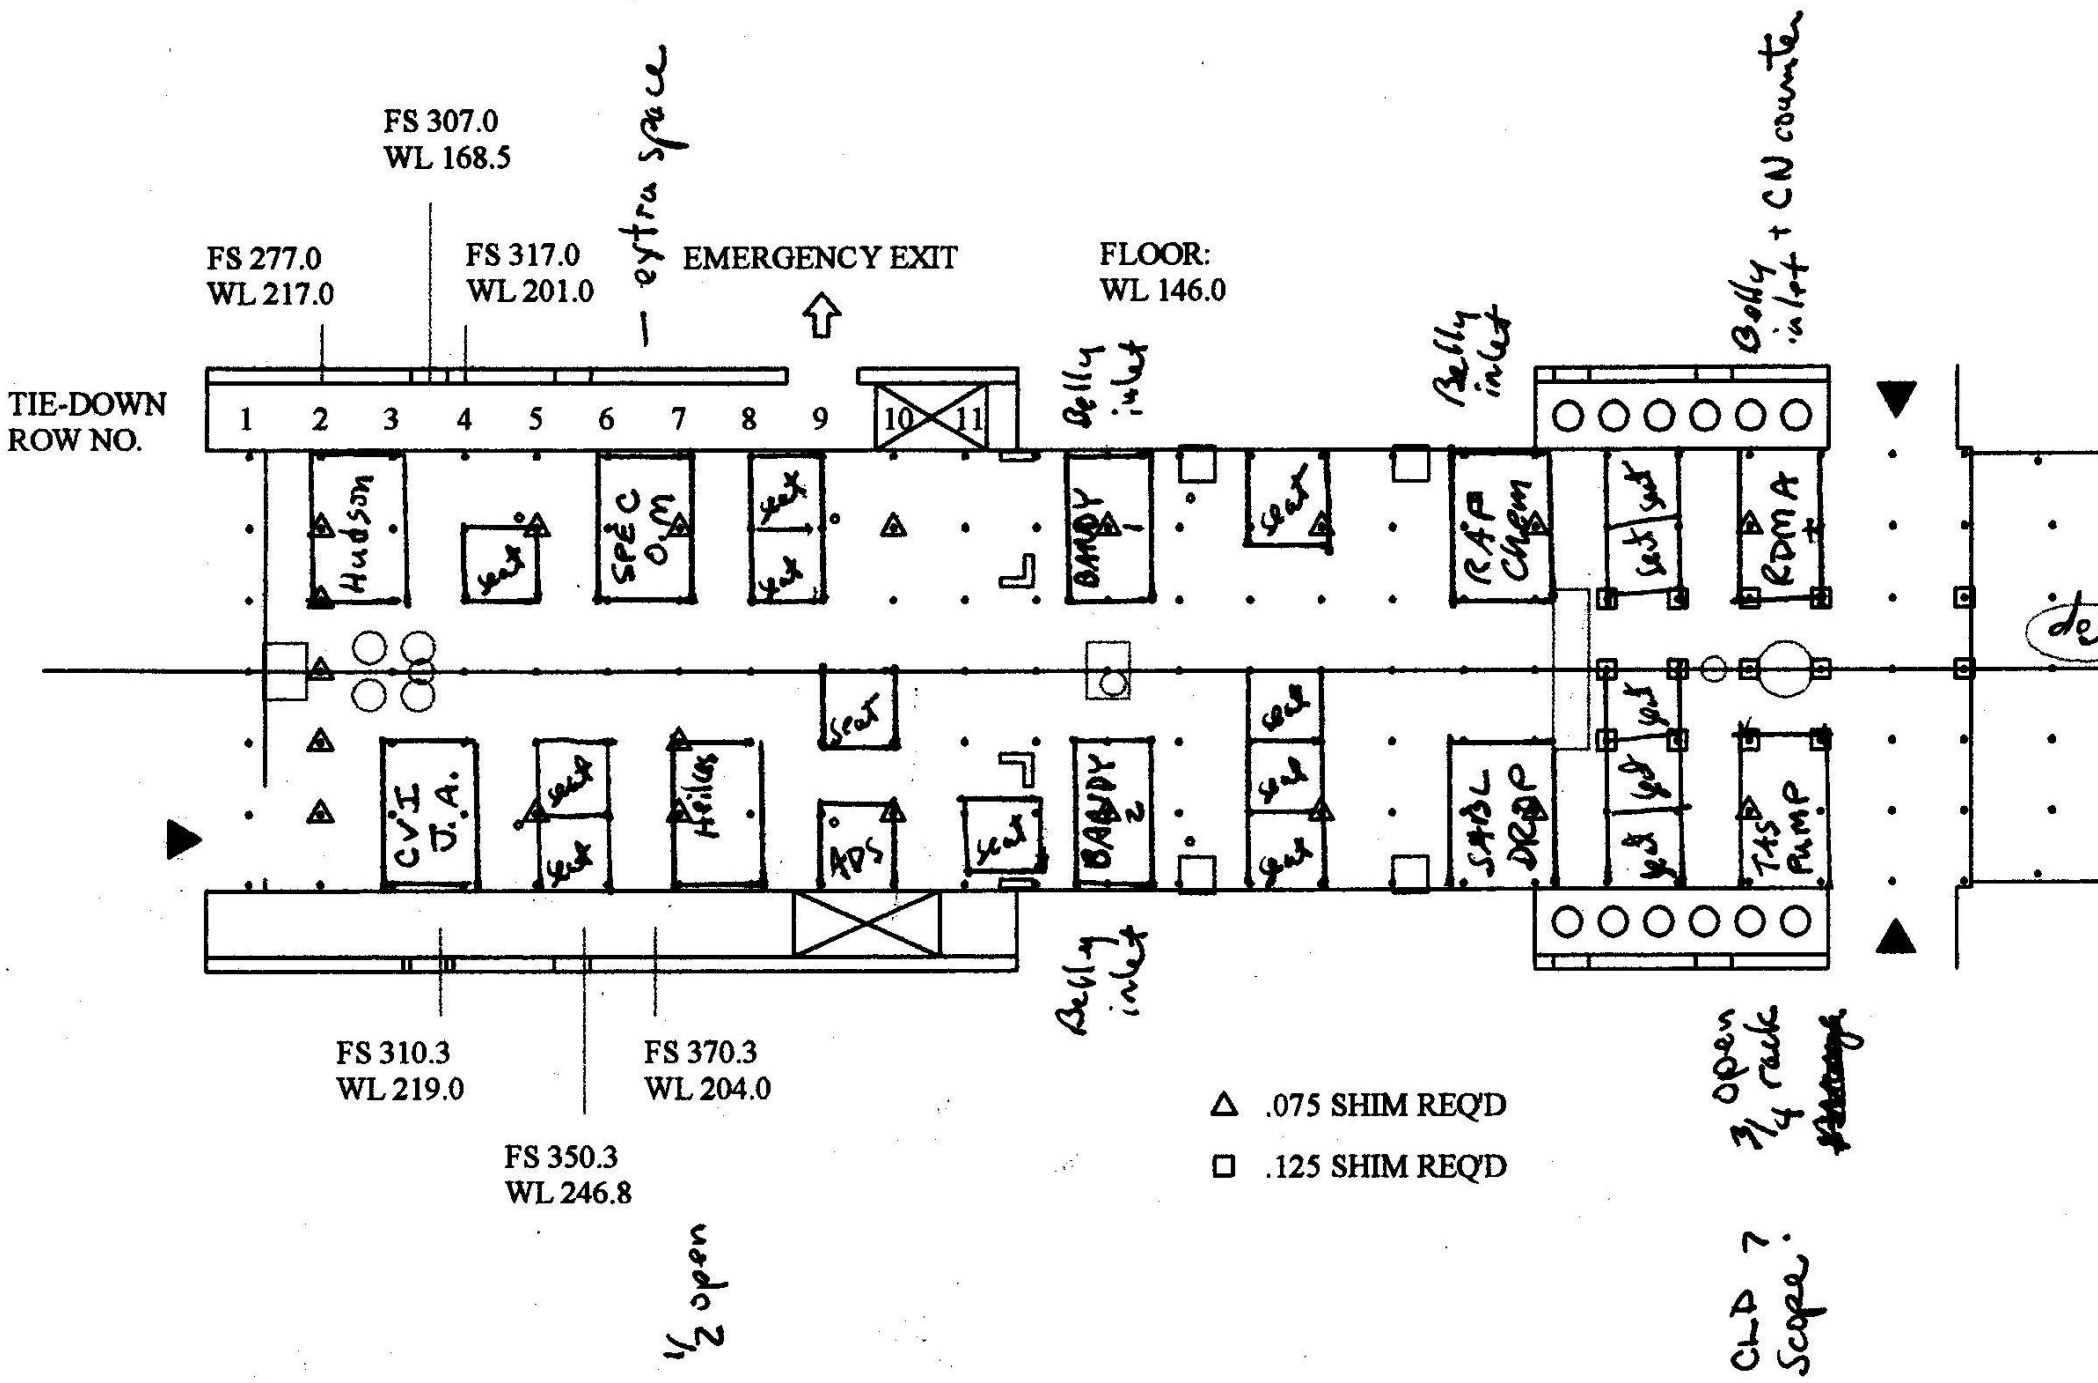 FS 307.0
WL 168.5
— extra space
Belly
inlet + CN counter
FS 277.0
WL 217.0
FS 317.0
WL 201.0
EMERGENCY EXIT
FLOOR:
WL 146.0
Belly
inlet
Belly
inlet
TIE-DOWN
ROW NO.
1 2 3 4 5 6 7 8 9 10 11
Hudson
seat
SPEC
O.M
seat
seat
BANDY
1
seat
RAF
CHEM
seat
seat
RDMA
+
de
CVI
U.A.
seat
seat
seat
ADS
seat
BANDY
2
seat
seat
seat
SABL
DROP
seat
seat
seat
TAS
PUMP
Belly
inlet
FS 310.3
WL 219.0
FS 370.3
WL 204.0
FS 350.3
WL 246.8
1/2 open
△ .075 SHIM REQ'D
□ .125 SHIM REQ'D
open
3/4 rack
CLD ?
Scope.